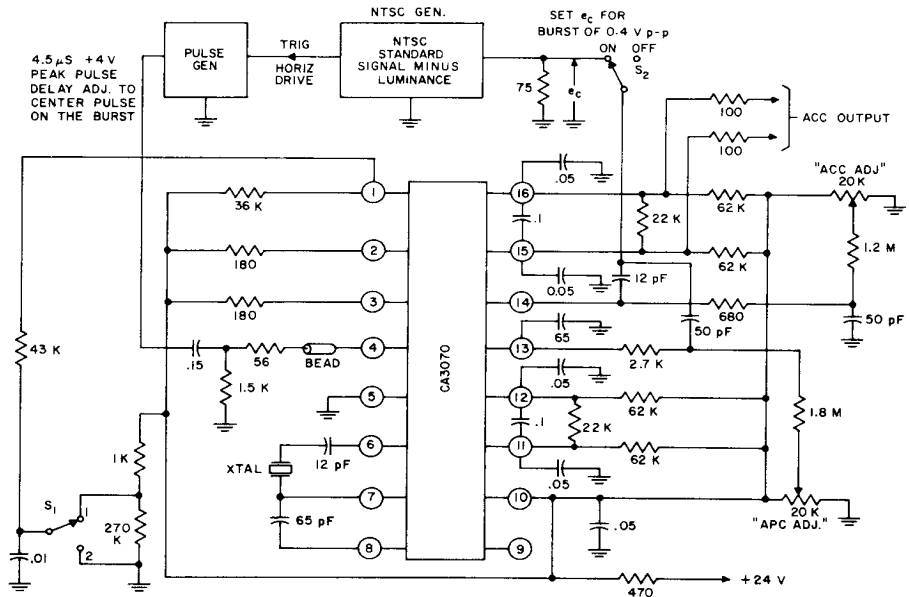 NTSC GEN.
SET e_c FOR
BURST OF 0.4 V p-p
ON OFF
S2
4.5 µS +4 V
PEAK PULSE
DELAY ADJ. TO
CENTER PULSE
ON THE BURST
PULSE
GEN
TRIG
HORIZ
DRIVE
NTSC
STANDARD
SIGNAL MINUS
LUMINANCE
75
e_c
100
100
ACC OUTPUT
"ACC ADJ"
20K
36 K
1
16
.05
.1
22 K
62 K
1.2 M
180
2
15
62 K
0.05
12 pF
180
3
14
680
50 pF
50 pF
43 K
.15
56
BEAD
4
CA3070
13
65
2.7 K
1.5 K
5
12
.05
62 K
1.8 M
1K
12 pF
6
.1
22 K
11
62 K
XTAL
7
.05
10
20K
"APC ADJ."
S1
1
270
K
65 pF
.05
.01
2
8
9
470
+24 V